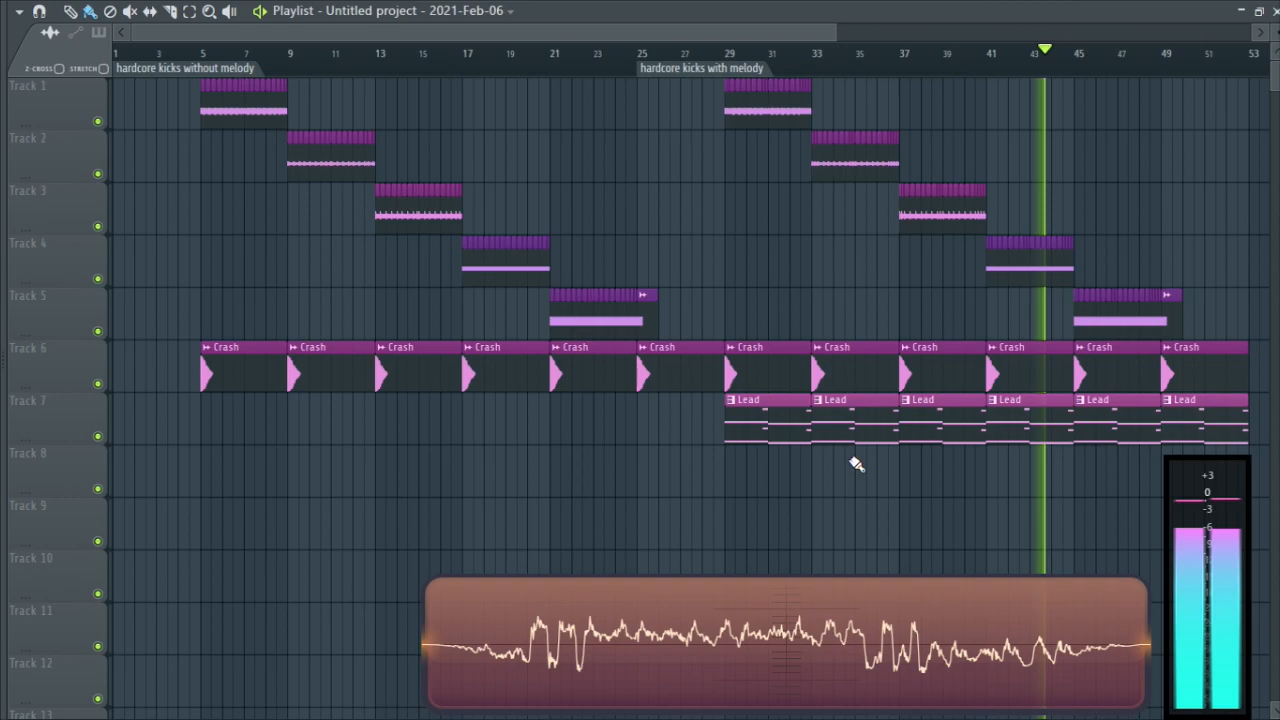 Playlist - Untitled project - 2021-Feb-06
1 5 9 11 13 15 17 19 21 23 25 27 29 31 33 35 37 39 41 43 45 47 49 51 53
Z-CROSS STRETCH
hardcore kicks without melody hardcore kicks with melody
Track 1
Track 2
Track 3
Track 4
Track 5
Track 6
Crash Crash Crash Crash Crash Crash Crash Crash Crash Crash Crash Crash
Track 7
Lead Lead Lead Lead Lead Lead
Track 8
Track 9
Track 10
Track 11
Track 12
Track 13
+3
0
-3
-6